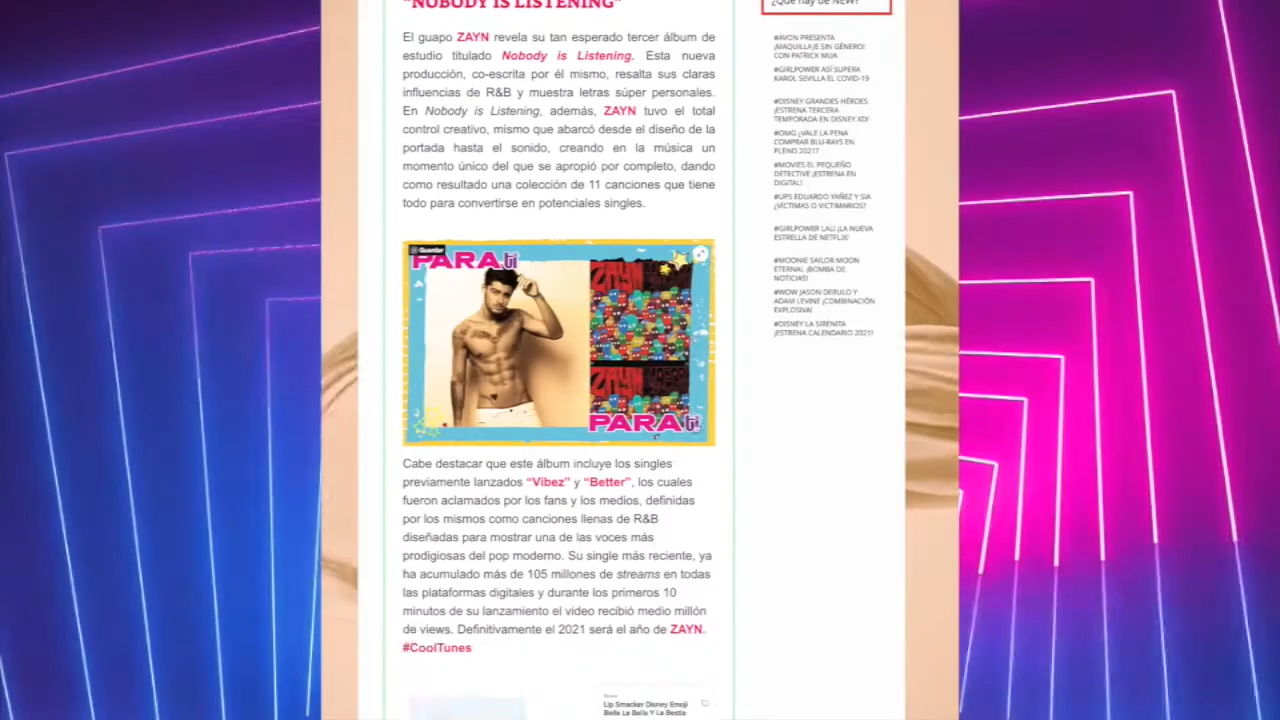 "NOBODY IS LISTENING"
El guapo ZAYN revela su tan esperado tercer álbum de
estudio titulado Nobody is Listening. Esta nueva
producción, co-escrita por él mismo, resalta sus claras
influencias de R&B y muestra letras súper personales.
En Nobody is Listening, además, ZAYN tuvo el total
control creativo, mismo que abarcó desde el diseño de la
portada hasta el sonido, creando en la música un
momento único del que se apropió por completo, dando
como resultado una colección de 11 canciones que tiene
todo para convertirse en potenciales singles.
Guardar
PARA ti
ZAYN
ZAYN
PARA ti
Cabe destacar que este álbum incluye los singles
previamente lanzados “Vibez” y “Better”, los cuales
fueron aclamados por los fans y los medios, definidas
por los mismos como canciones llenas de R&B
diseñadas para mostrar una de las voces más
prodigiosas del pop moderno. Su single más reciente, ya
ha acumulado más de 105 millones de streams en todas
las plataformas digitales y durante los primeros 10
minutos de su lanzamiento el video recibió medio millón
de views. Definitivamente el 2021 será el año de ZAYN.
#CoolTunes
Lip Smacker Disney Emoji
Belle La Bella Y La Bestia
¿Qué hay de NEW?
#AVON PRESENTA
¡MAQUILLAJE SIN GÉNERO!
CON PATRICK MUA
#GIRLPOWER ASÍ SUPERA
KAROL SEVILLA EL COVID-19
#DISNEY GRANDES HÉROES
¡ESTRENA TERCERA
TEMPORADA EN DISNEY XD!
#OMG ¿VALE LA PENA
COMPRAR BLU-RAYS EN
PLENO 2021?
#MOVIES EL PEQUEÑO
DETECTIVE ¡ESTRENA EN
DIGITAL!
#UPS EDUARDO YAÑEZ Y SIA
¿VÍCTIMAS O VICTIMARIOS?
#GIRLPOWER LALI ¡LA NUEVA
ESTRELLA DE NETFLIX!
#MOONIE SAILOR MOON
ETERNAL ¡BOMBA DE
NOTICIAS!
#WOW JASON DERULO Y
ADAM LEVINE ¡COMBINACIÓN
EXPLOSIVA!
#DISNEY LA SIRENITA
¡ESTRENA CALENDARIO 2021!